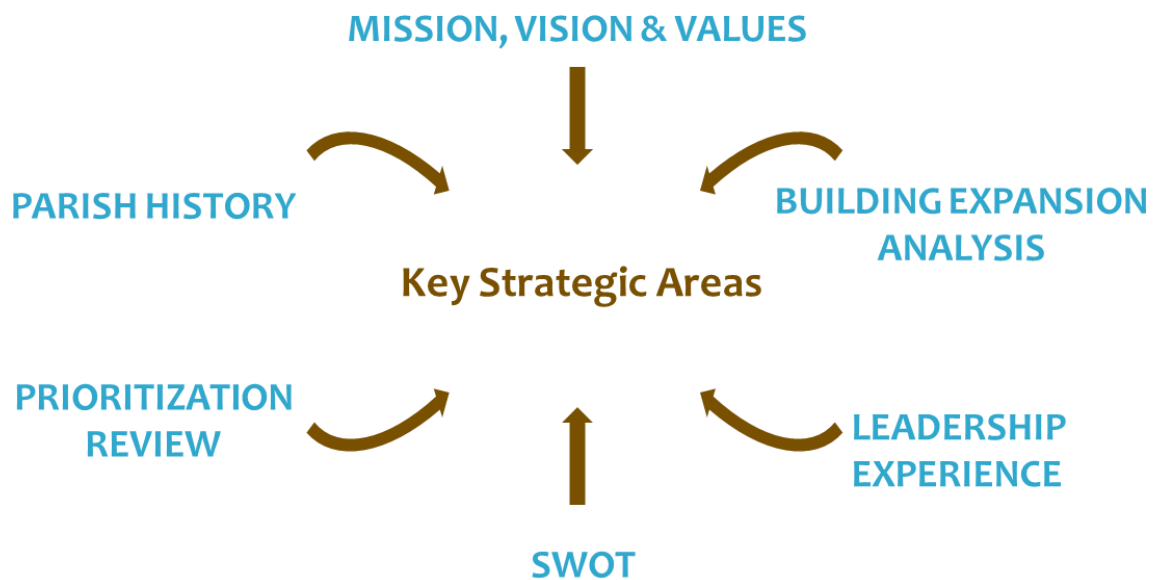 MISSION, VISION & VALUES
PARISH HISTORY
BUILDING EXPANSION
ANALYSIS
Key Strategic Areas
PRIORITIZATION
REVIEW
LEADERSHIP
EXPERIENCE
SWOT